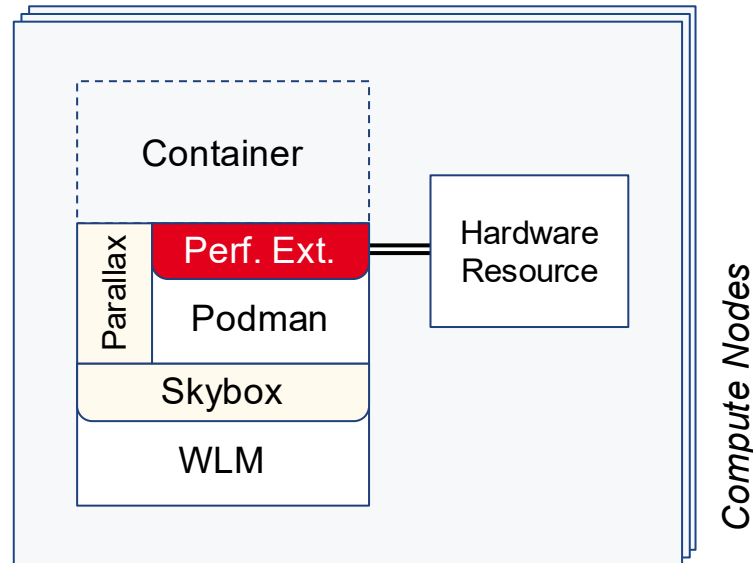 Container
Perf. Ext.
Parallax
Podman
Skybox
WLM
Hardware
Resource
Compute Nodes